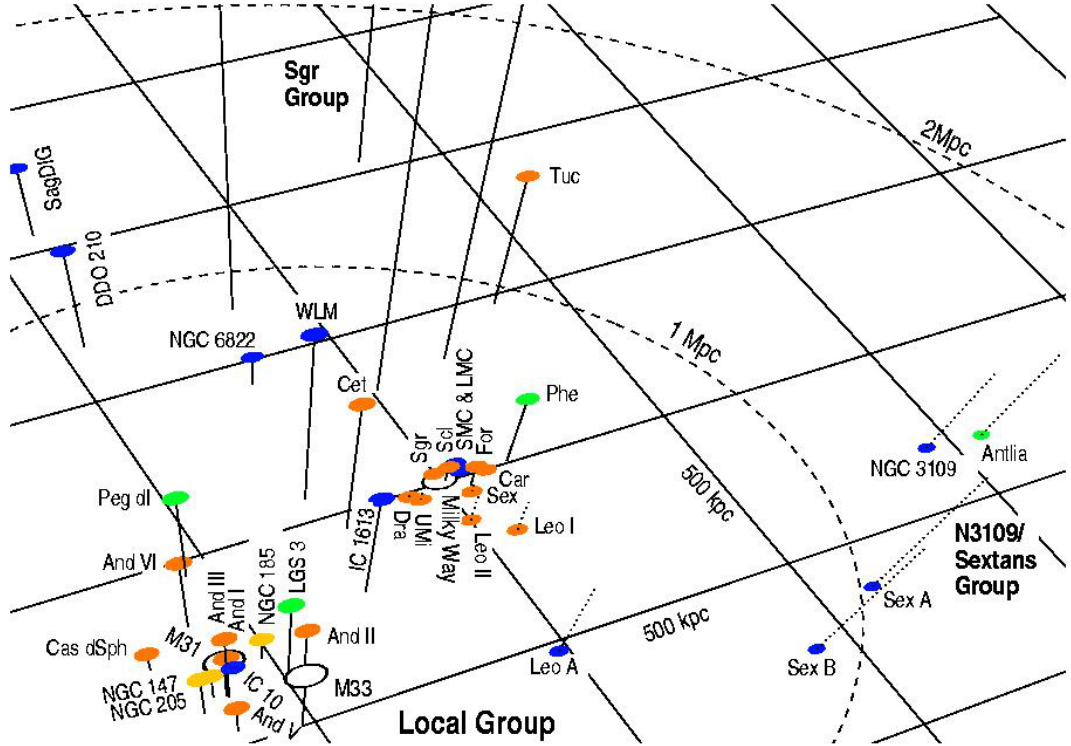 Sgr
Group
2Mpc
SagDIG
Tuc
DDO 210
WLM
1 Mpc
NGC 6822
Cet
Phe
Sgr
Scl
SMC & LMC
For
Car
Sex
NGC 3109
Antlia
Peg dI
IC 1613
Dra
UMi
Milky Way
Leo II
Leo I
500 kpc
N3109/
Sextans
Group
And VI
And III
And I
NGC 185
LGS 3
Sex A
500 kpc
Cas dSph
M31
And II
Leo A
Sex B
NGC 147
NGC 205
IC 10
M33
And V
Local Group